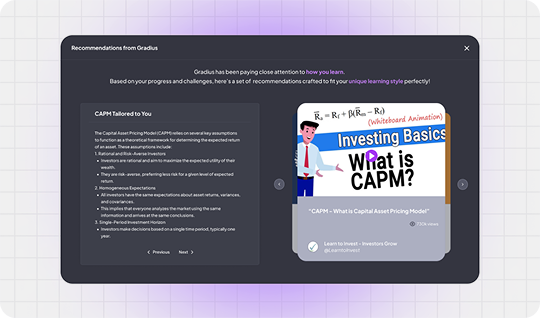 Recommendations from Gradius
Gradius has been paying close attention to how you learn.
Based on your progress and challenges, here's a set of recommendations crafted to fit your unique learning style perfectly!
CAPM Tailored to You
The Capital Asset Pricing Model (CAPM) relies on several key assumptions
to function as a theoretical framework for determining the expected return
of an asset. These assumptions include:
1. Rational and Risk-Averse Investors
• Investors are rational and aim to maximize the expected utility of their
wealth.
• They are risk-averse, preferring less risk for a given level of expected
return.
2. Homogeneous Expectations
• All investors have the same expectations about asset returns, variances,
and covariances.
• This implies that everyone analyzes the market using the same
information and arrives at the same conclusions.
3. Single-Period Investment Horizon
• Investors make decisions based on a single time period, typically one
year.
Previous Next
R̅s = Rf + β(R̅m – Rf)
(Whiteboard Animation)
Investing Basics
What is
CAPM?
"CAPM - What is Capital Asset Pricing Model"
views
Learn to Invest - Investors Grow
@LearntoInvest